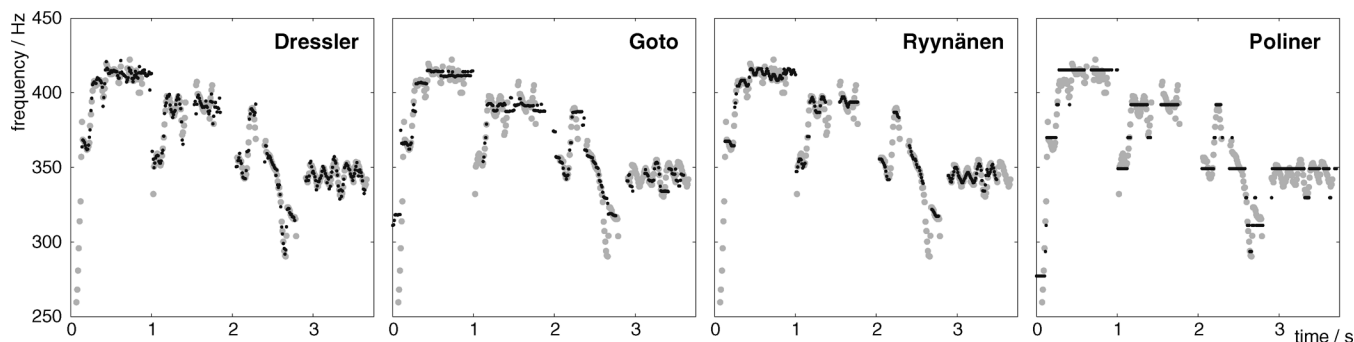 frequency / Hz
450
400
350
300
250
Dressler
Goto
Ryynänen
Poliner
0 1 2 3
0 1 2 3
0 1 2 3
0 1 2 3
time / s